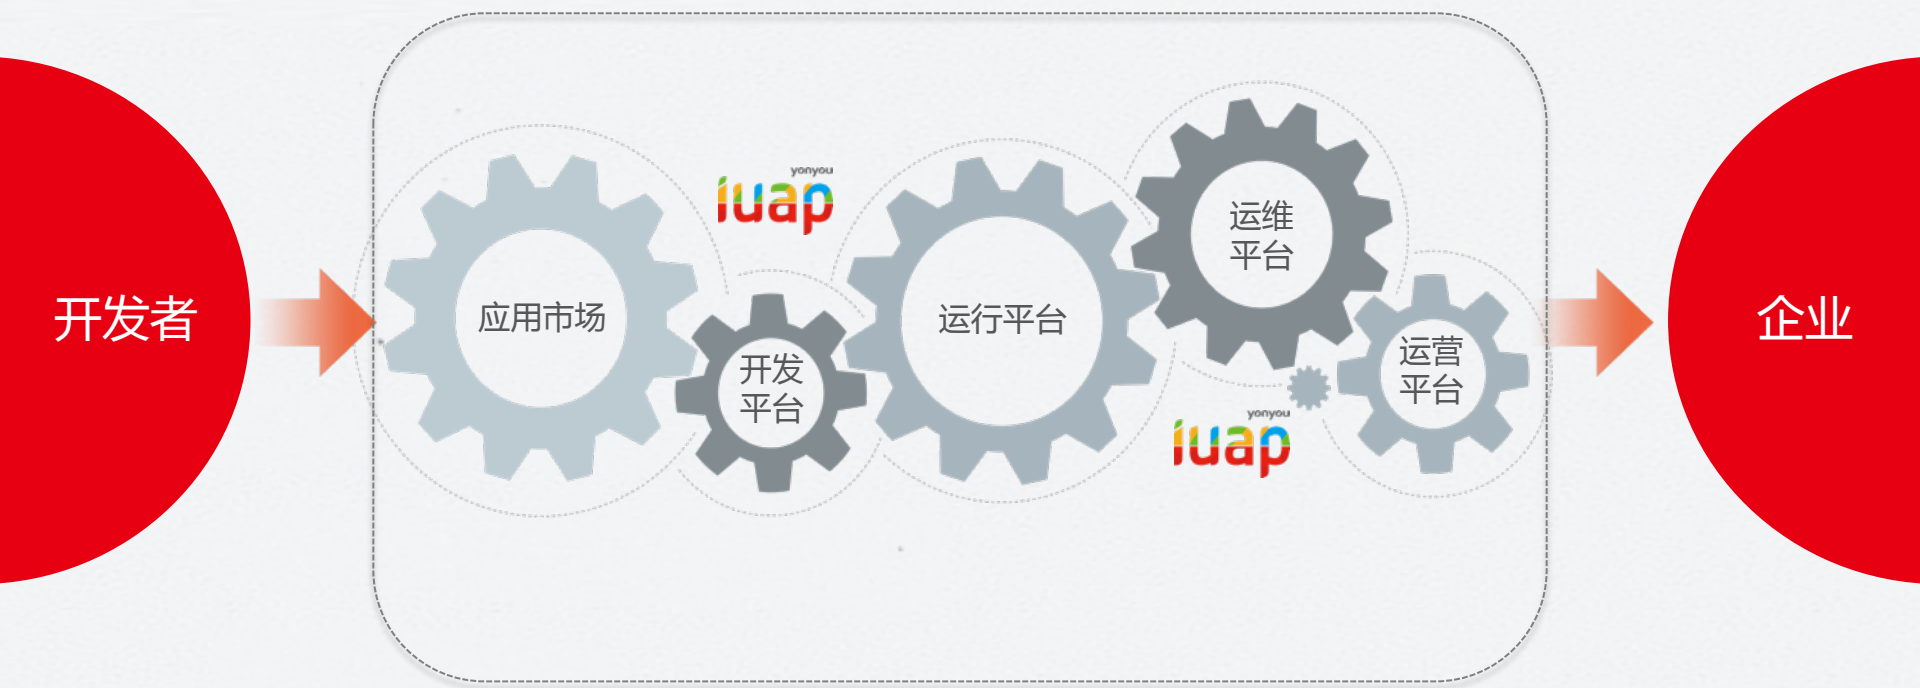 开发者
应用市场
yonyou
iuap
开发
平台
运行平台
运维
平台
yonyou
iuap
运营
平台
企业